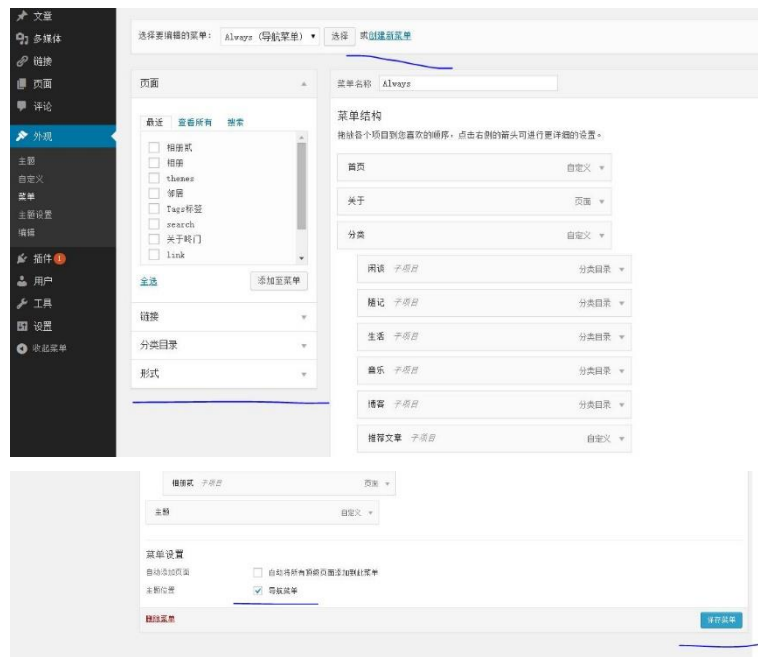 文章
多媒体
链接
页面
评论
外观
主题
自定义
菜单
主题设置
编辑
插件 1
用户
工具
设置
收起菜单
选择要编辑的菜单： Always (导航菜单) 选择 或创建新菜单
页面
最近 查看所有 搜索
相册贰
相册
themes
邻居
Tags标签
search
关于咚门
link
全选 添加至菜单
链接
分类目录
形式
菜单名称 Always
菜单结构
拖放各个项目到您喜欢的顺序，点击右侧的箭头可进行更详细的设置。
首页 自定义
关于 页面
分类 自定义
闲谈 子项目 分类目录
随记 子项目 分类目录
生活 子项目 分类目录
音乐 子项目 分类目录
博客 子项目 分类目录
推荐文章 子项目 自定义
相册贰 子项目 页面
主题 自定义
菜单设置
自动添加页面 自动将所有顶级页面添加到此菜单
主题位置 导航菜单
删除菜单 保存菜单